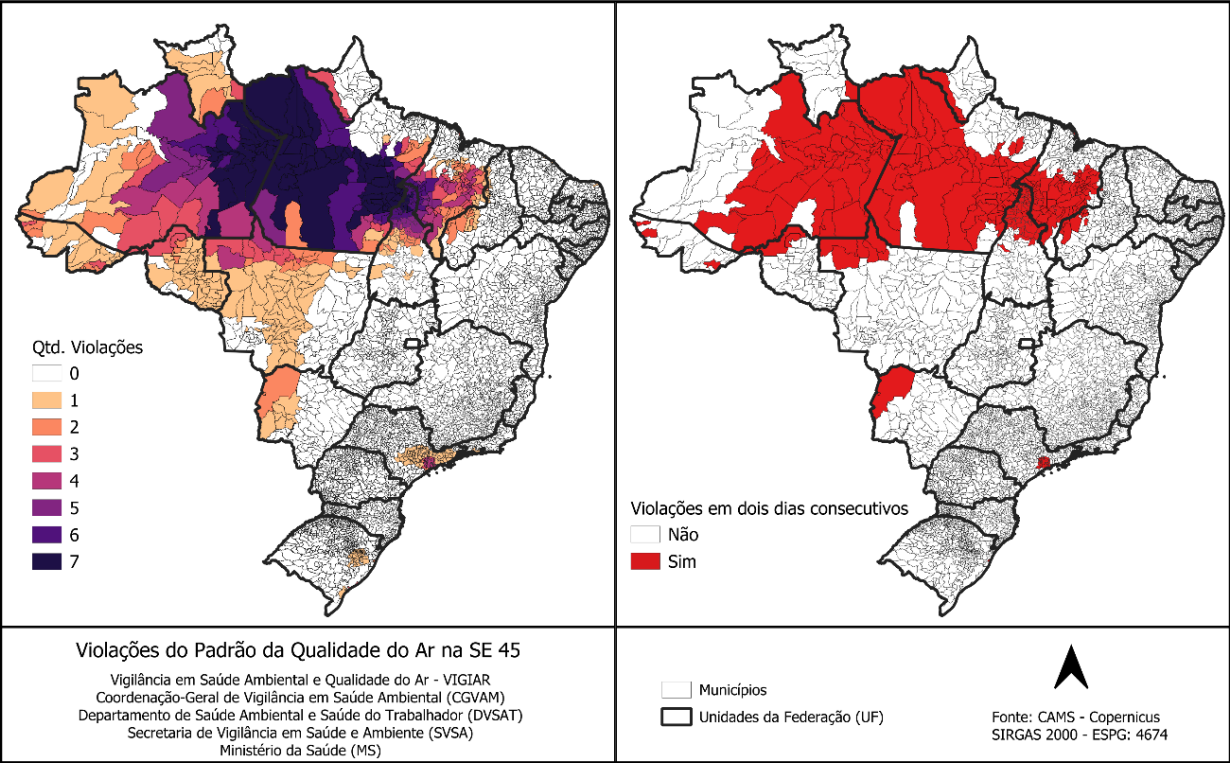 Qtd. Violações
0
1
2
3
4
5
6
7
Violações em dois dias consecutivos
Não
Sim
Violações do Padrão da Qualidade do Ar na SE 45
Vigilância em Saúde Ambiental e Qualidade do Ar - VIGIAR
Coordenação-Geral de Vigilância em Saúde Ambiental (CGVAM)
Departamento de Saúde Ambiental e Saúde do Trabalhador (DVSAT)
Secretaria de Vigilância em Saúde e Ambiente (SVSA)
Ministério da Saúde (MS)
Municípios
Unidades da Federação (UF)
Fonte: CAMS - Copernicus
SIRGAS 2000 - ESPG: 4674